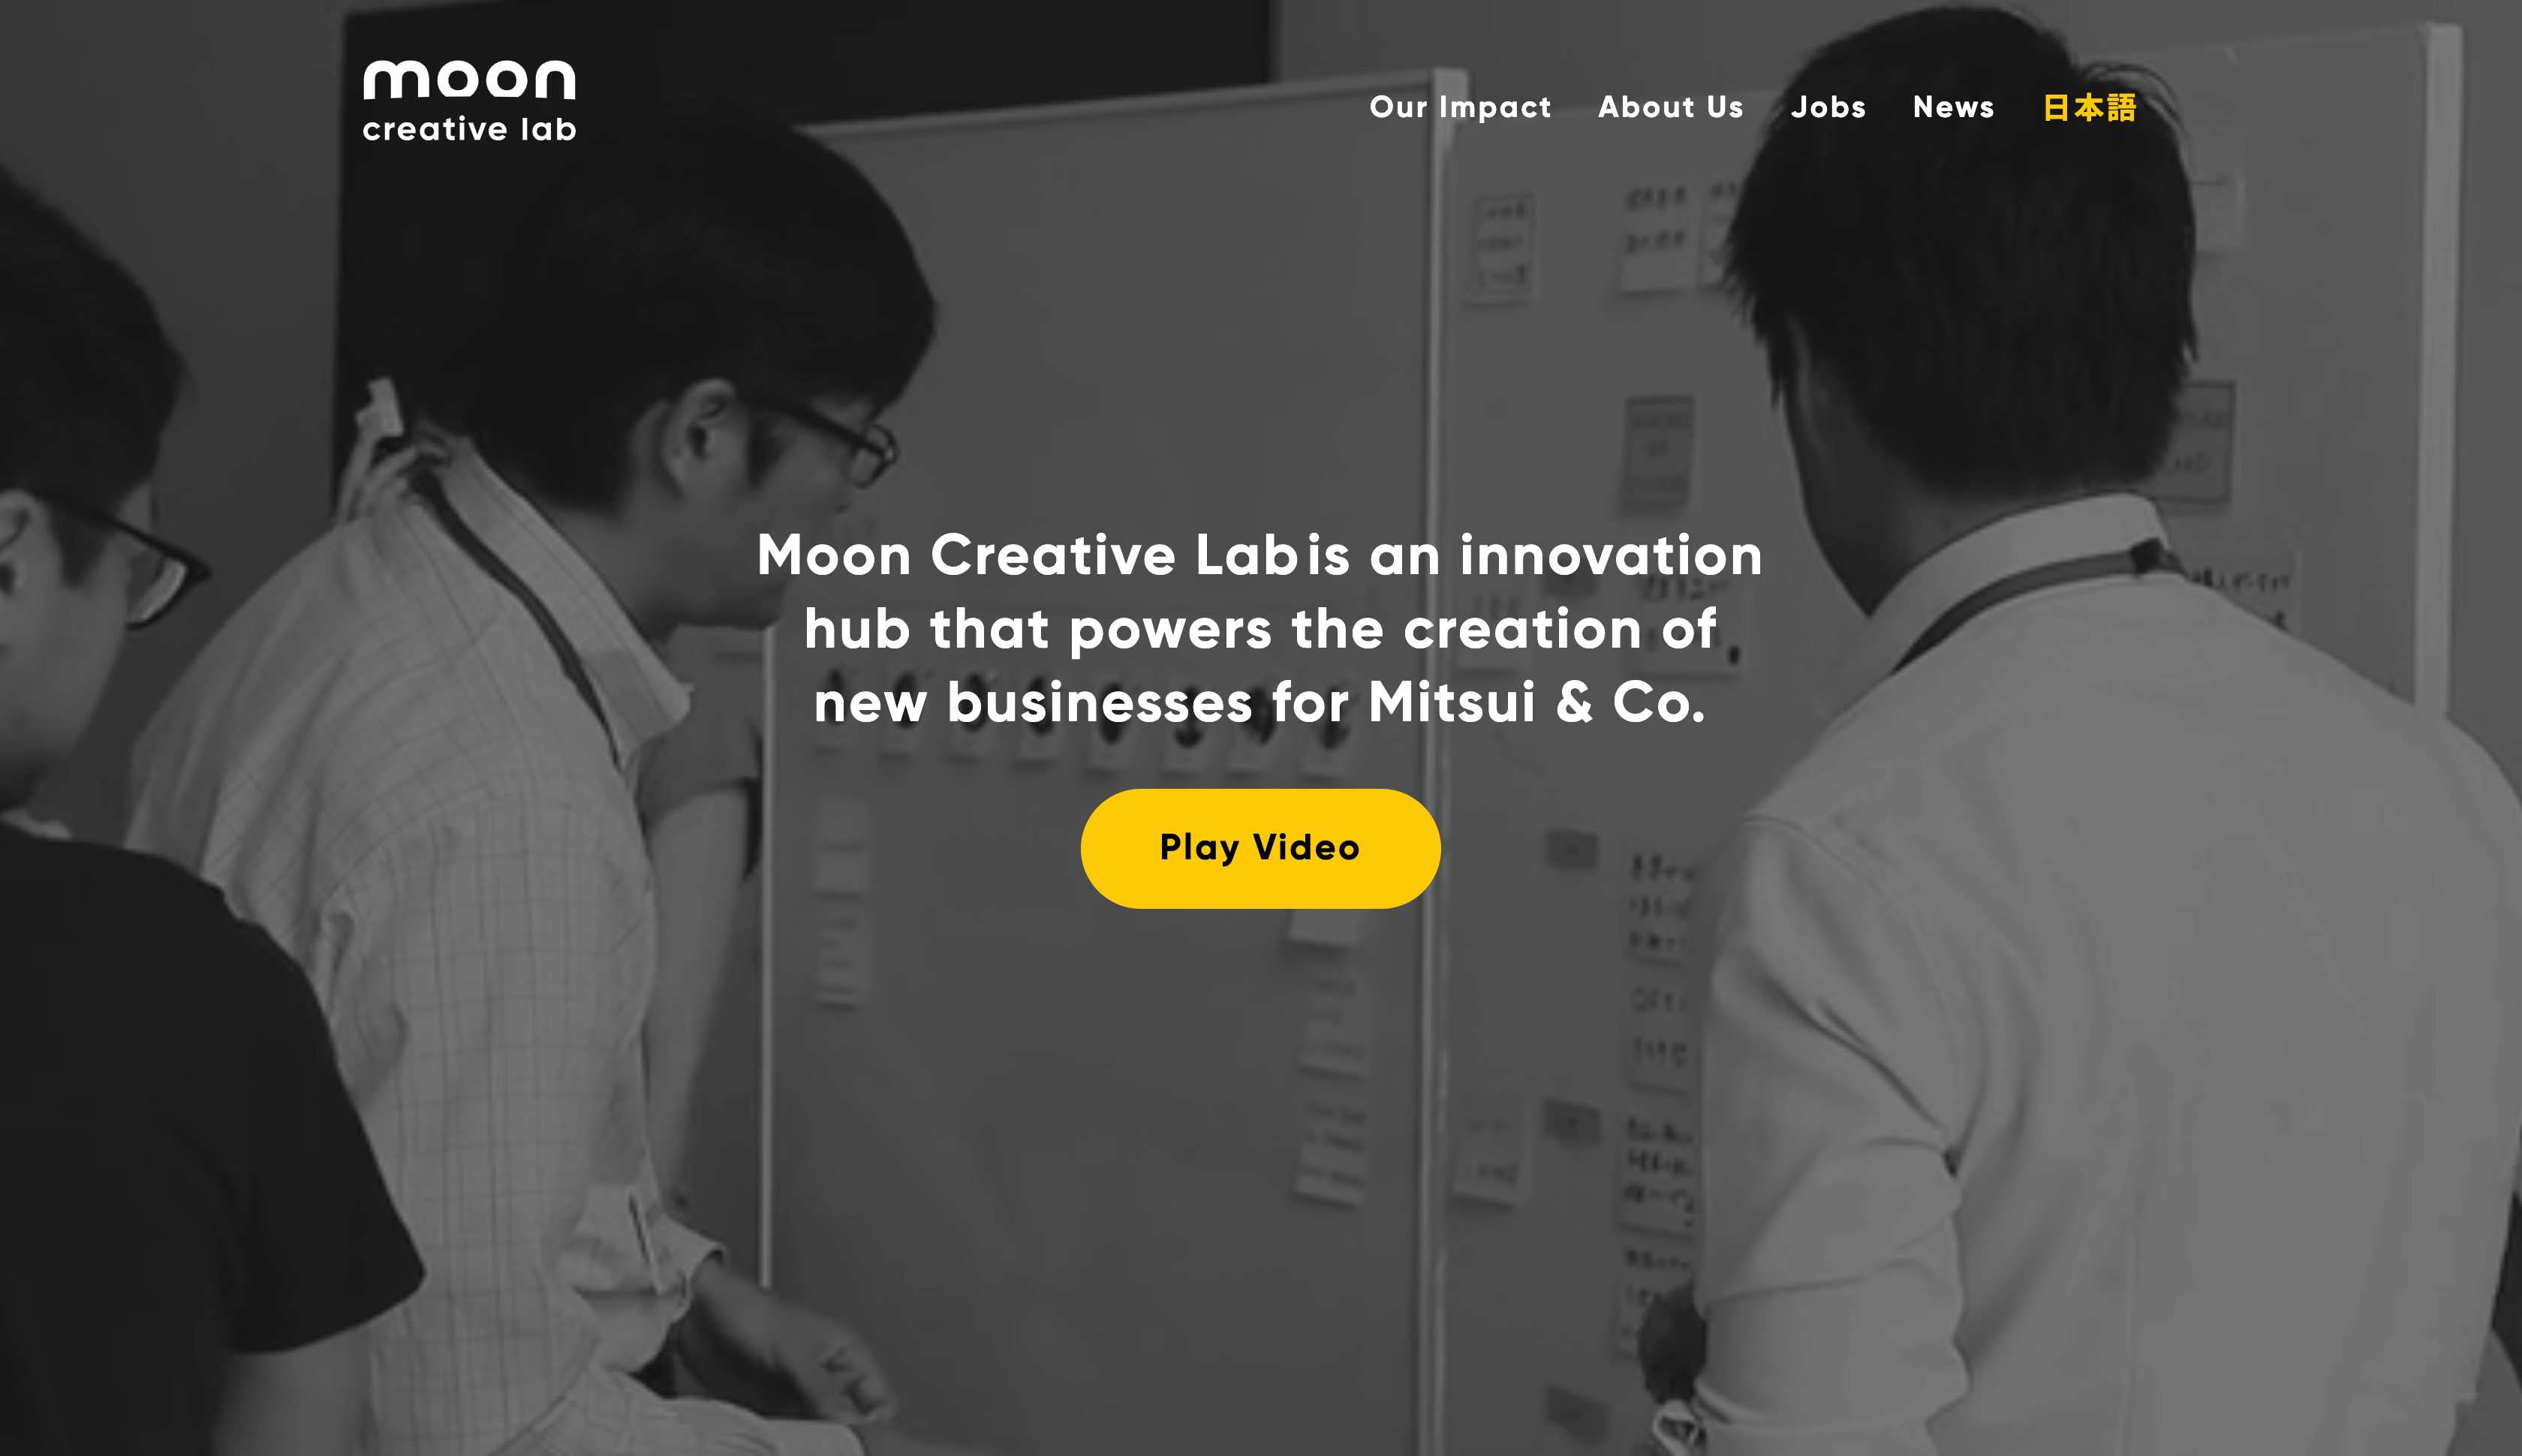 moon
creative lab
Our Impact About Us Jobs News 日本語
Moon Creative Lab is an innovation
hub that powers the creation of
new businesses for Mitsui & Co.
Play Video